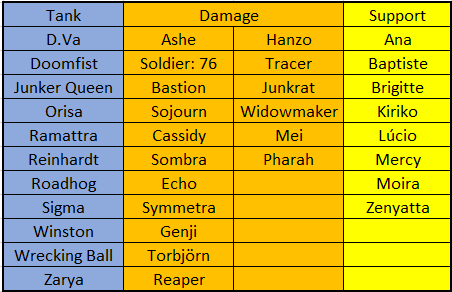 Tank Damage Support
D.Va Ashe Hanzo Ana
Doomfist Soldier: 76 Tracer Baptiste
Junker Queen Bastion Junkrat Brigitte
Orisa Sojourn Widowmaker Kiriko
Ramattra Cassidy Mei Lúcio
Reinhardt Sombra Pharah Mercy
Roadhog Echo Moira
Sigma Symmetra Zenyatta
Winston Genji
Wrecking Ball Torbjörn
Zarya Reaper